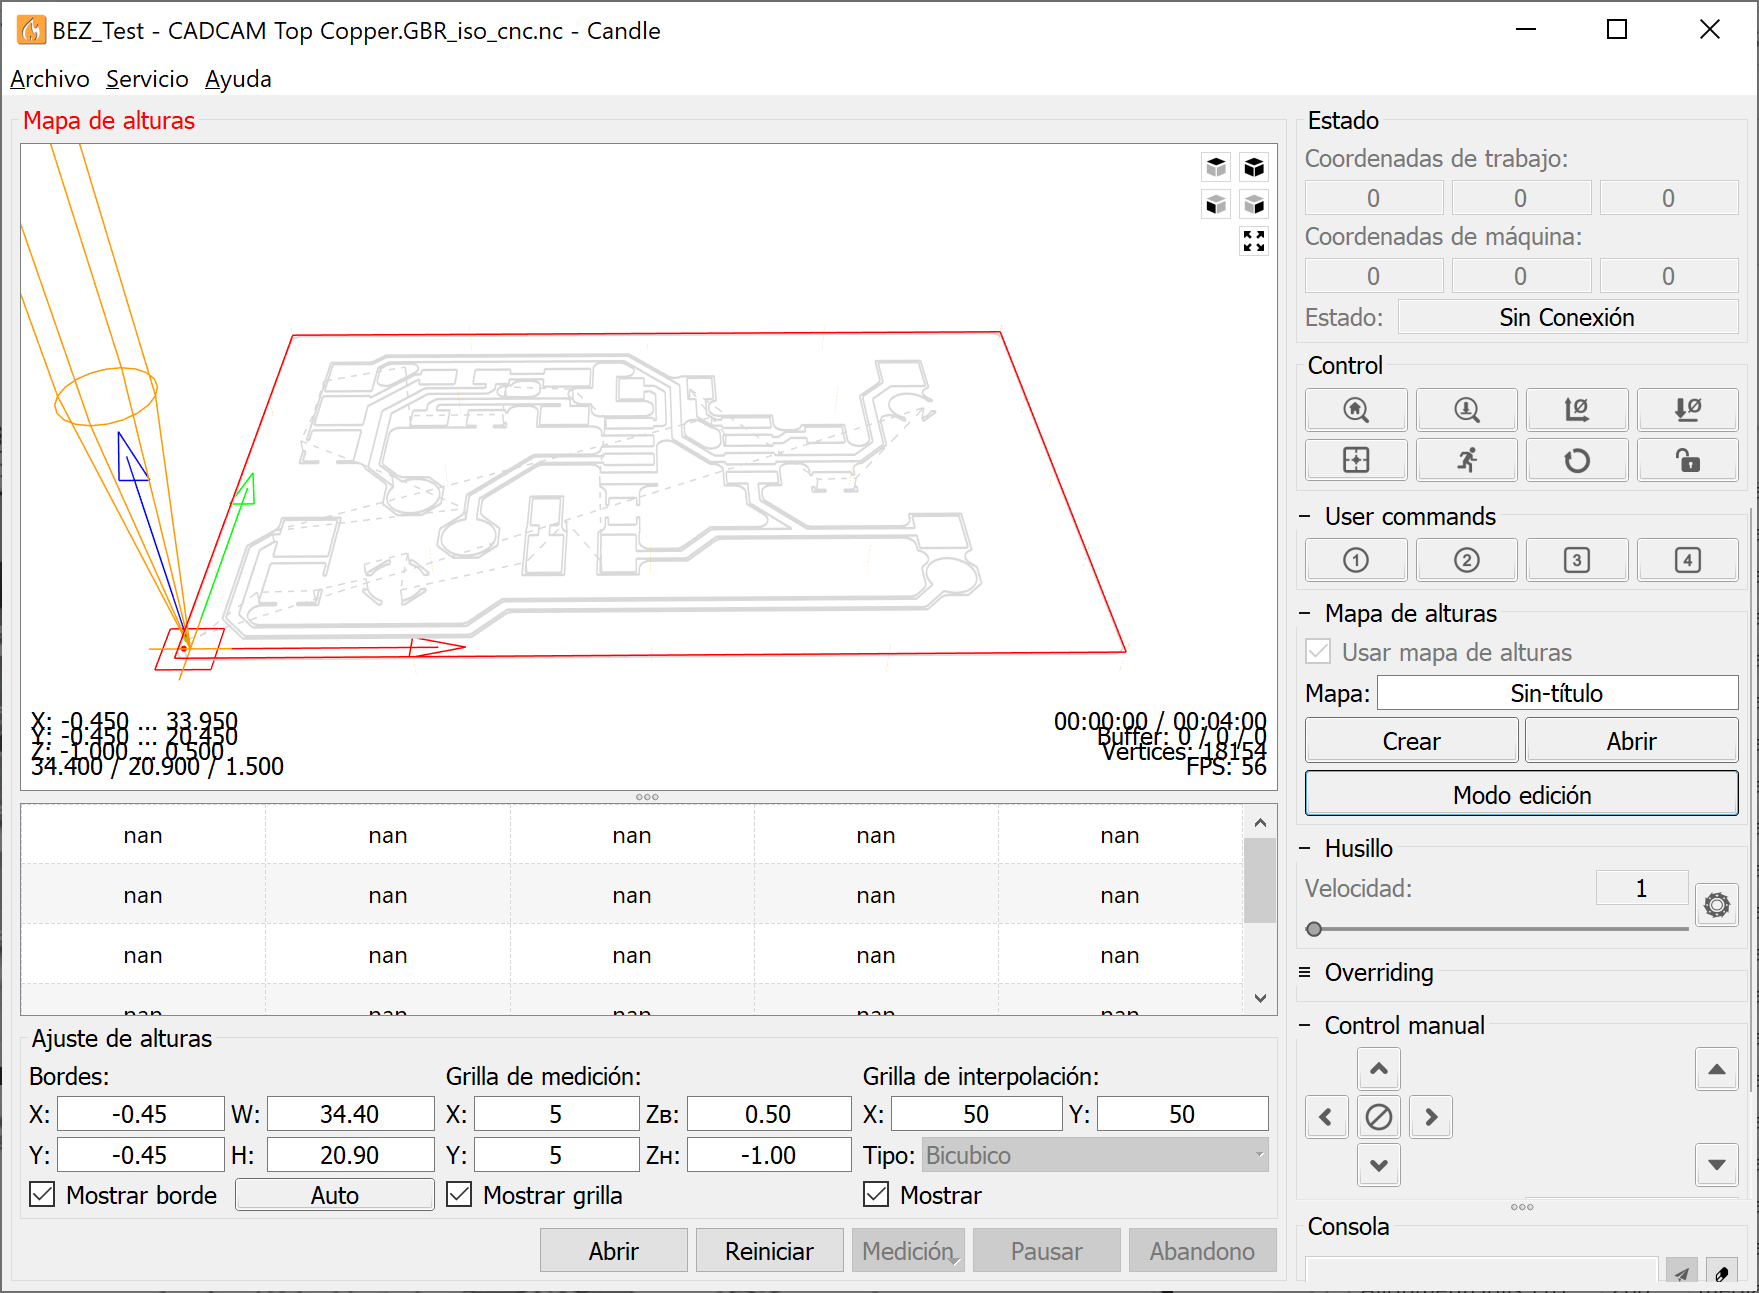 BEZ_Test - CADCAM Top Copper.GBR_iso_cnc.nc - Candle
Archivo Servicio Ayuda
Mapa de alturas
X: -0.450 ... 33.950
Y: -0.450 ... 20.450
Z: -1.000 ... 0.500
34.400 / 20.900 / 1.500
00:00:00 / 00:04:00
Buffer: 0 / 0 / 0
Vertices: 18154
FPS: 56
nan nan nan nan nan
nan nan nan nan nan
nan nan nan nan nan
nan nan nan nan nan
Ajuste de alturas
Bordes: Grilla de medición: Grilla de interpolación:
X: -0.45 W: 34.40 X: 5 ZB: 0.50 X: 50 Y: 50
Y: -0.45 H: 20.90 Y: 5 ZH: -1.00 Tipo: Bicubico
Mostrar borde Auto Mostrar grilla Mostrar
Abrir Reiniciar Medición Pausar Abandono
Estado
Coordenadas de trabajo:
0 0 0
Coordenadas de máquina:
0 0 0
Estado: Sin Conexión
Control
User commands
1 2 3 4
Mapa de alturas
Usar mapa de alturas
Mapa: Sin-título
Crear Abrir
Modo edición
Husillo
Velocidad: 1
Overriding
Control manual
Consola